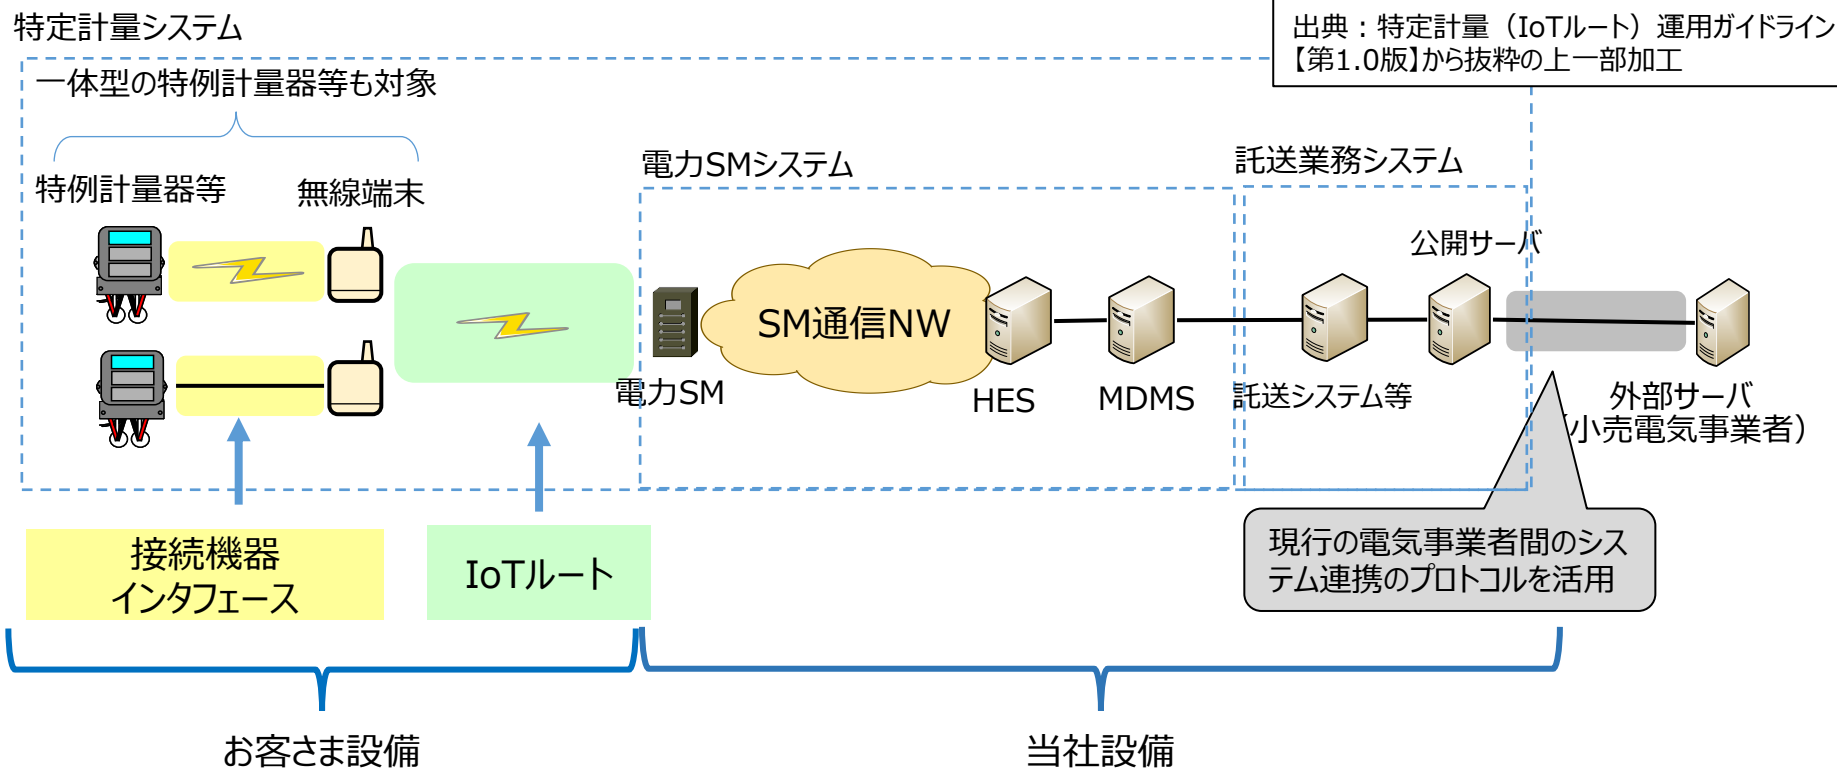 特定計量システム
出典：特定計量（IoTルート）運用ガイドライン
【第1.0版】から抜粋の上一部加工
一体型の特例計量器等も対象
電力SMシステム
託送業務システム
特例計量器等
無線端末
公開サーバ
SM通信NW
電力SM
HES
MDMS
託送システム等
外部サーバ
（小売電気事業者）
接続機器
インタフェース
IoTルート
現行の電気事業者間のシス
テム連携のプロトコルを活用
お客さま設備
当社設備